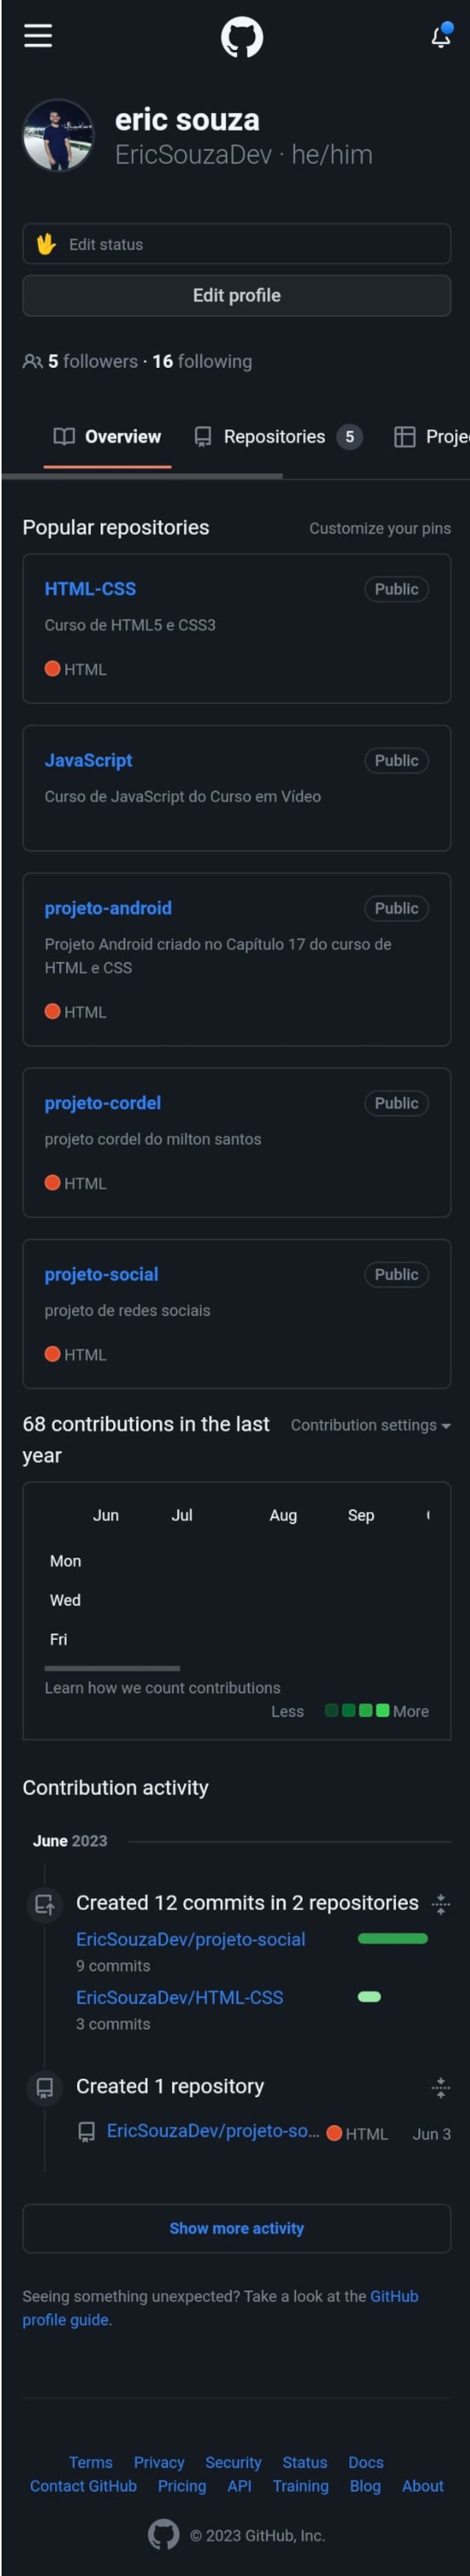 eric souza
EricSouzaDev · he/him
Edit status
Edit profile
5 followers · 16 following
Overview Repositories 5 Proje
Popular repositories Customize your pins
HTML-CSS Public
Curso de HTML5 e CSS3
HTML
JavaScript Public
Curso de JavaScript do Curso em Vídeo
projeto-android Public
Projeto Android criado no Capítulo 17 do curso de
HTML e CSS
HTML
projeto-cordel Public
projeto cordel do milton santos
HTML
projeto-social Public
projeto de redes sociais
HTML
68 contributions in the last Contribution settings
year
Jun Jul Aug Sep
Mon
Wed
Fri
Learn how we count contributions
Less More
Contribution activity
June 2023
Created 12 commits in 2 repositories
EricSouzaDev/projeto-social
9 commits
EricSouzaDev/HTML-CSS
3 commits
Created 1 repository
EricSouzaDev/projeto-so... HTML Jun 3
Show more activity
Seeing something unexpected? Take a look at the GitHub
profile guide.
Terms Privacy Security Status Docs
Contact GitHub Pricing API Training Blog About
© 2023 GitHub, Inc.